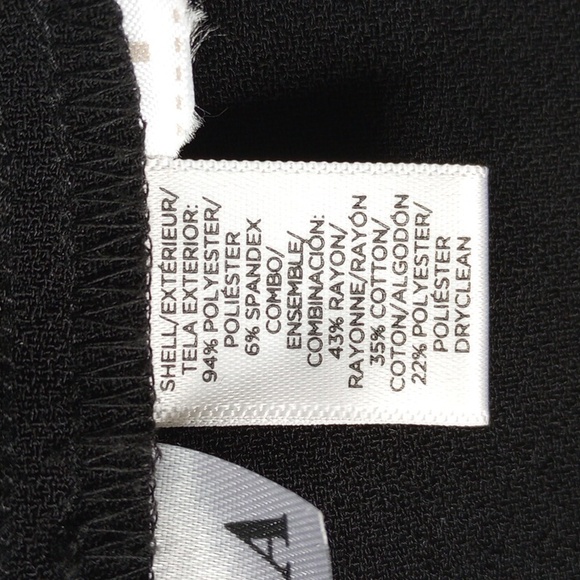 SHELL/EXTÉRIEUR/
TELA EXTERIOR:
94% POLYESTER/
POLIÉSTER
6% SPANDEX
COMBO/
ENSEMBLE/
COMBINACIÓN:
43% RAYON/
RAYONNE/RAYÓN
35% COTTON/
COTON/ALGODÓN
22% POLYESTER/
POLIÉSTER
DRYCLEAN
A